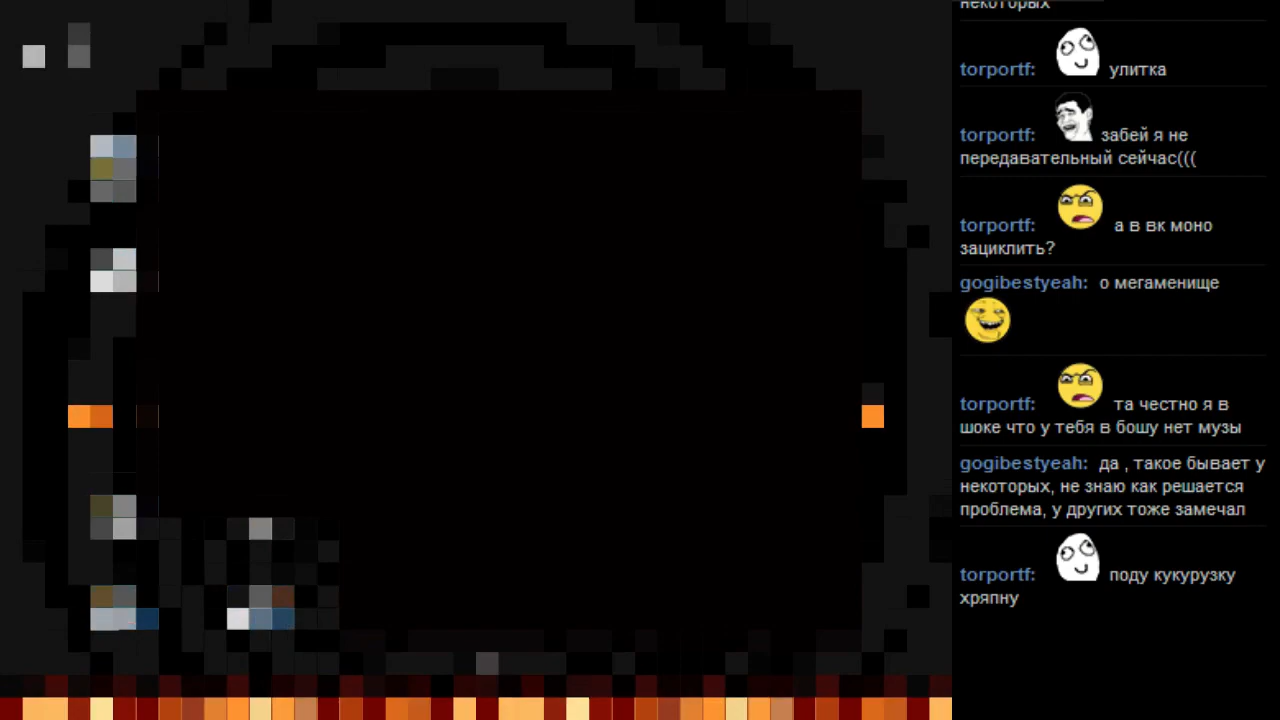 некоторых
torportf: улитка
torportf: забей я не
передавательный сейчас(((
torportf: а в вк моно
зациклить?
gogibestyeah: о мегаменище
torportf: та честно я в
шоке что у тебя в бошу нет музы
gogibestyeah: да , такое бывает у
некоторых, не знаю как решается
проблема, у других тоже замечал
torportf: поду кукурузку
хряпну